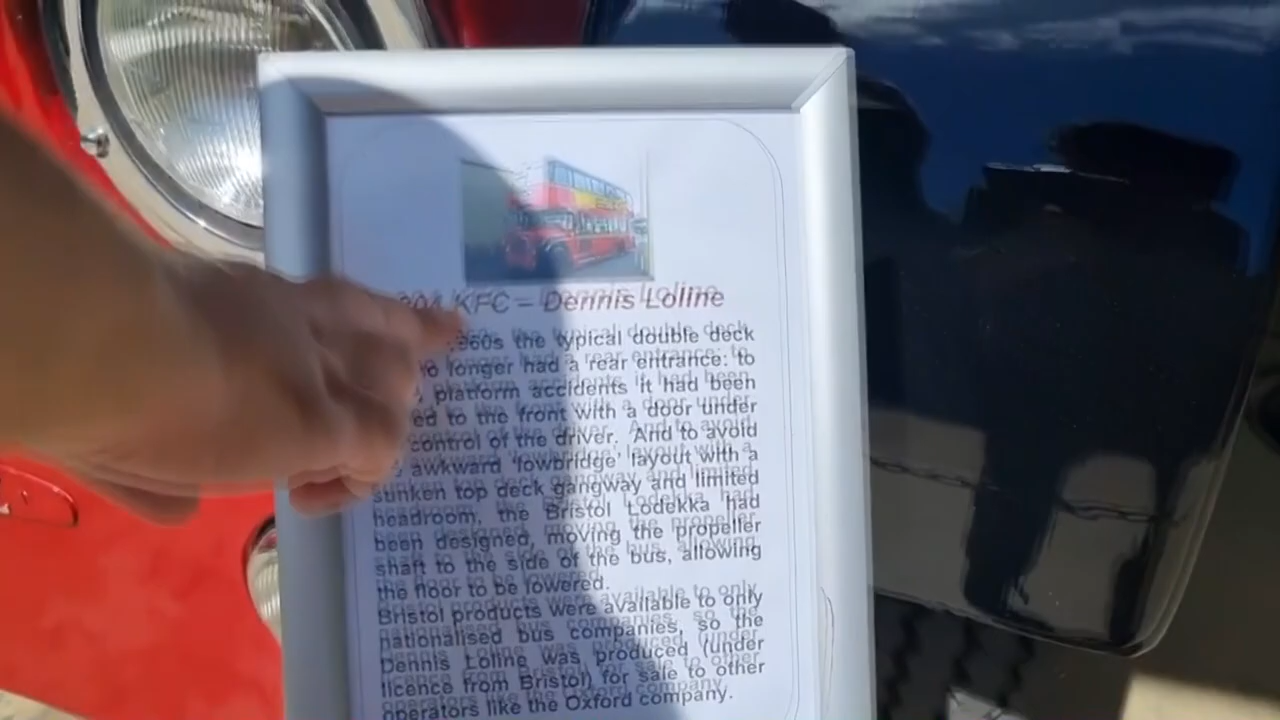 304 KFC – Dennis Loline
960s the typical double deck
no longer had a rear entrance: to
platform accidents it had been
ed to the front with a door under
control of the driver. And to avoid
awkward 'lowbridge' layout with a
sunken top deck gangway and limited
headroom, the Bristol Lodekka had
been designed, moving the propeller
shaft to the side of the bus, allowing
the floor to be lowered.
Bristol products were available to only
nationalised bus companies, so the
Dennis Loline was produced (under
licence from Bristol) for sale to other
operators like the Oxford company.